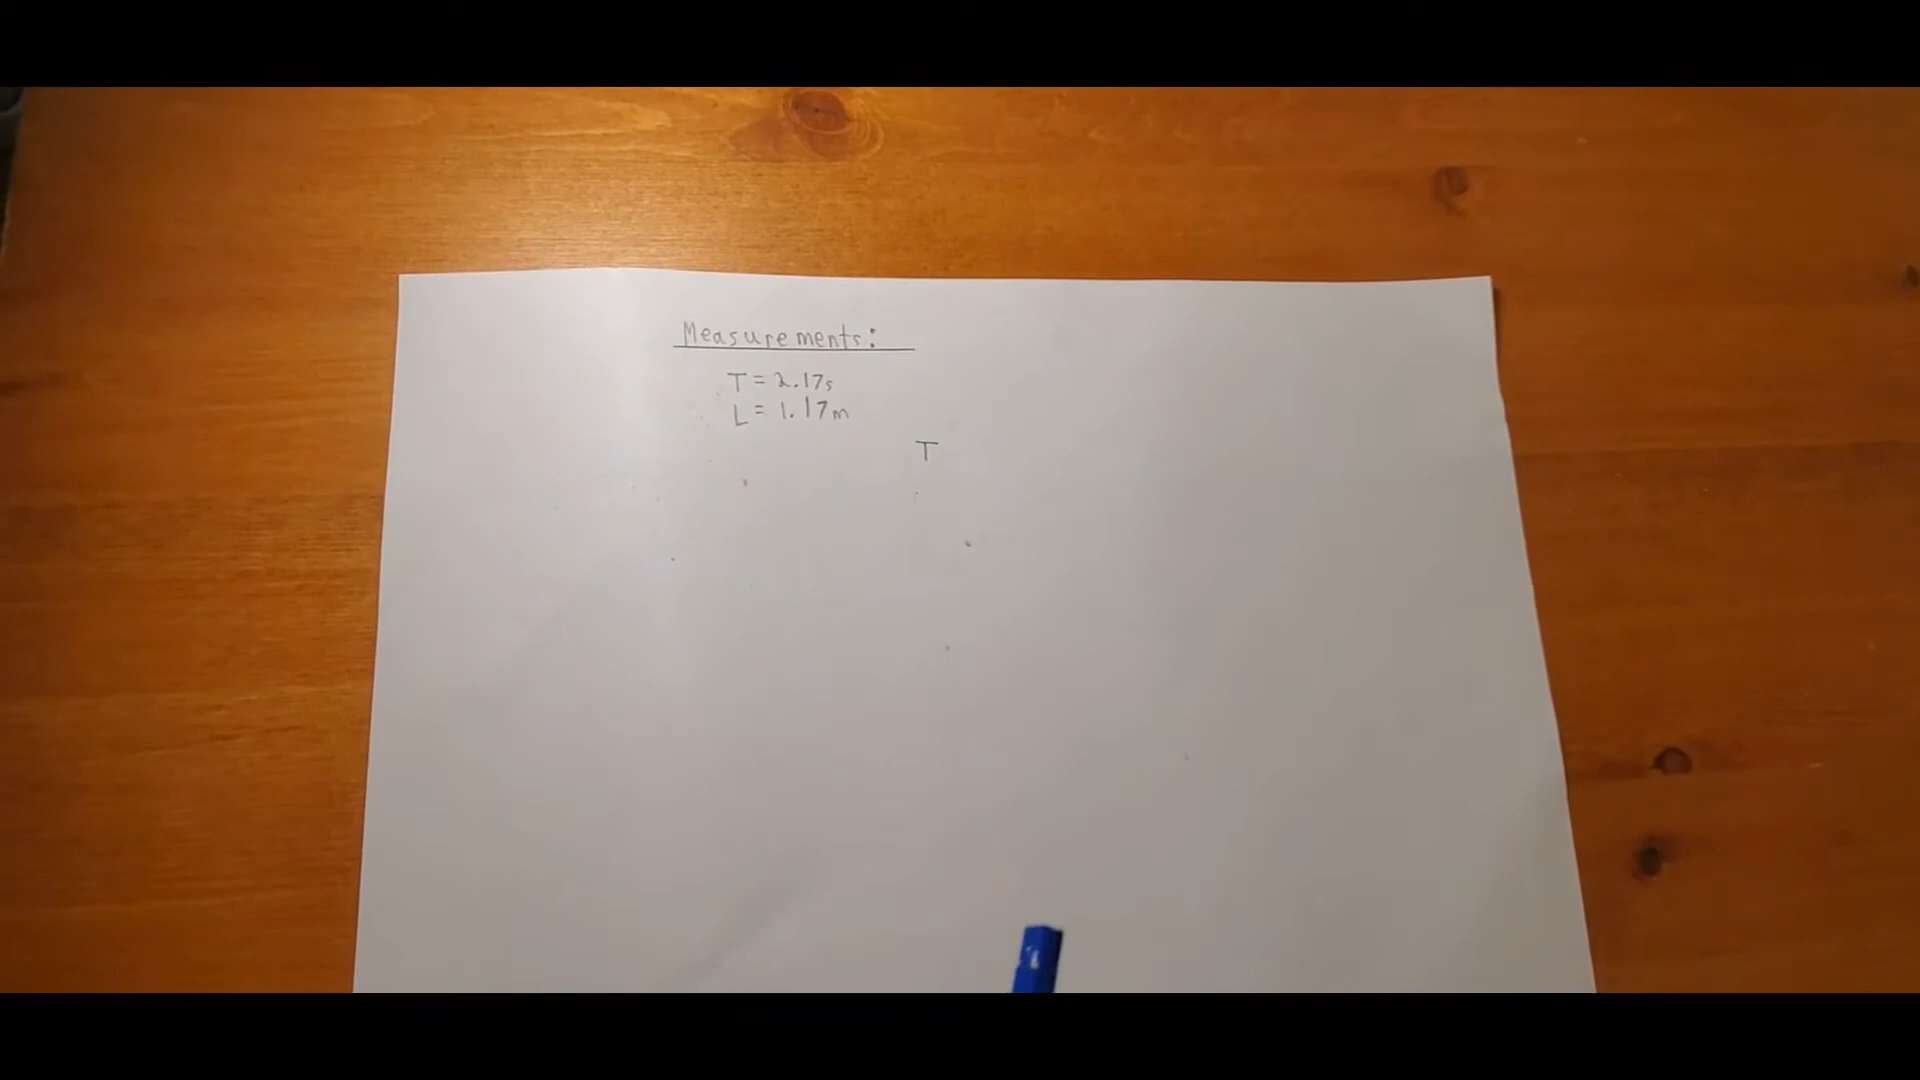 Measurements:
T = 2.17s
L = 1.17m
T